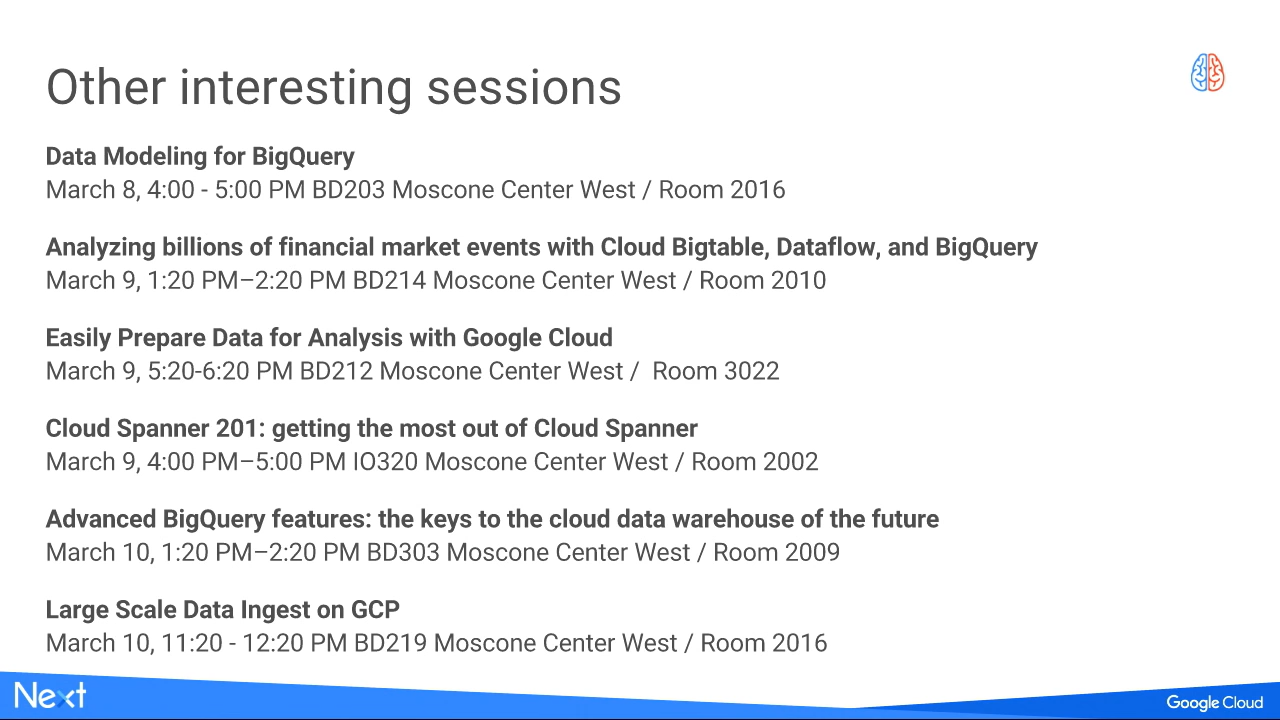 Other interesting sessions
Data Modeling for BigQuery
March 8, 4:00 - 5:00 PM BD203 Moscone Center West / Room 2016
Analyzing billions of financial market events with Cloud Bigtable, Dataflow, and BigQuery
March 9, 1:20 PM–2:20 PM BD214 Moscone Center West / Room 2010
Easily Prepare Data for Analysis with Google Cloud
March 9, 5:20-6:20 PM BD212 Moscone Center West /  Room 3022
Cloud Spanner 201: getting the most out of Cloud Spanner
March 9, 4:00 PM–5:00 PM IO320 Moscone Center West / Room 2002
Advanced BigQuery features: the keys to the cloud data warehouse of the future
March 10, 1:20 PM–2:20 PM BD303 Moscone Center West / Room 2009
Large Scale Data Ingest on GCP
March 10, 11:20 - 12:20 PM BD219 Moscone Center West / Room 2016
Next
Google Cloud